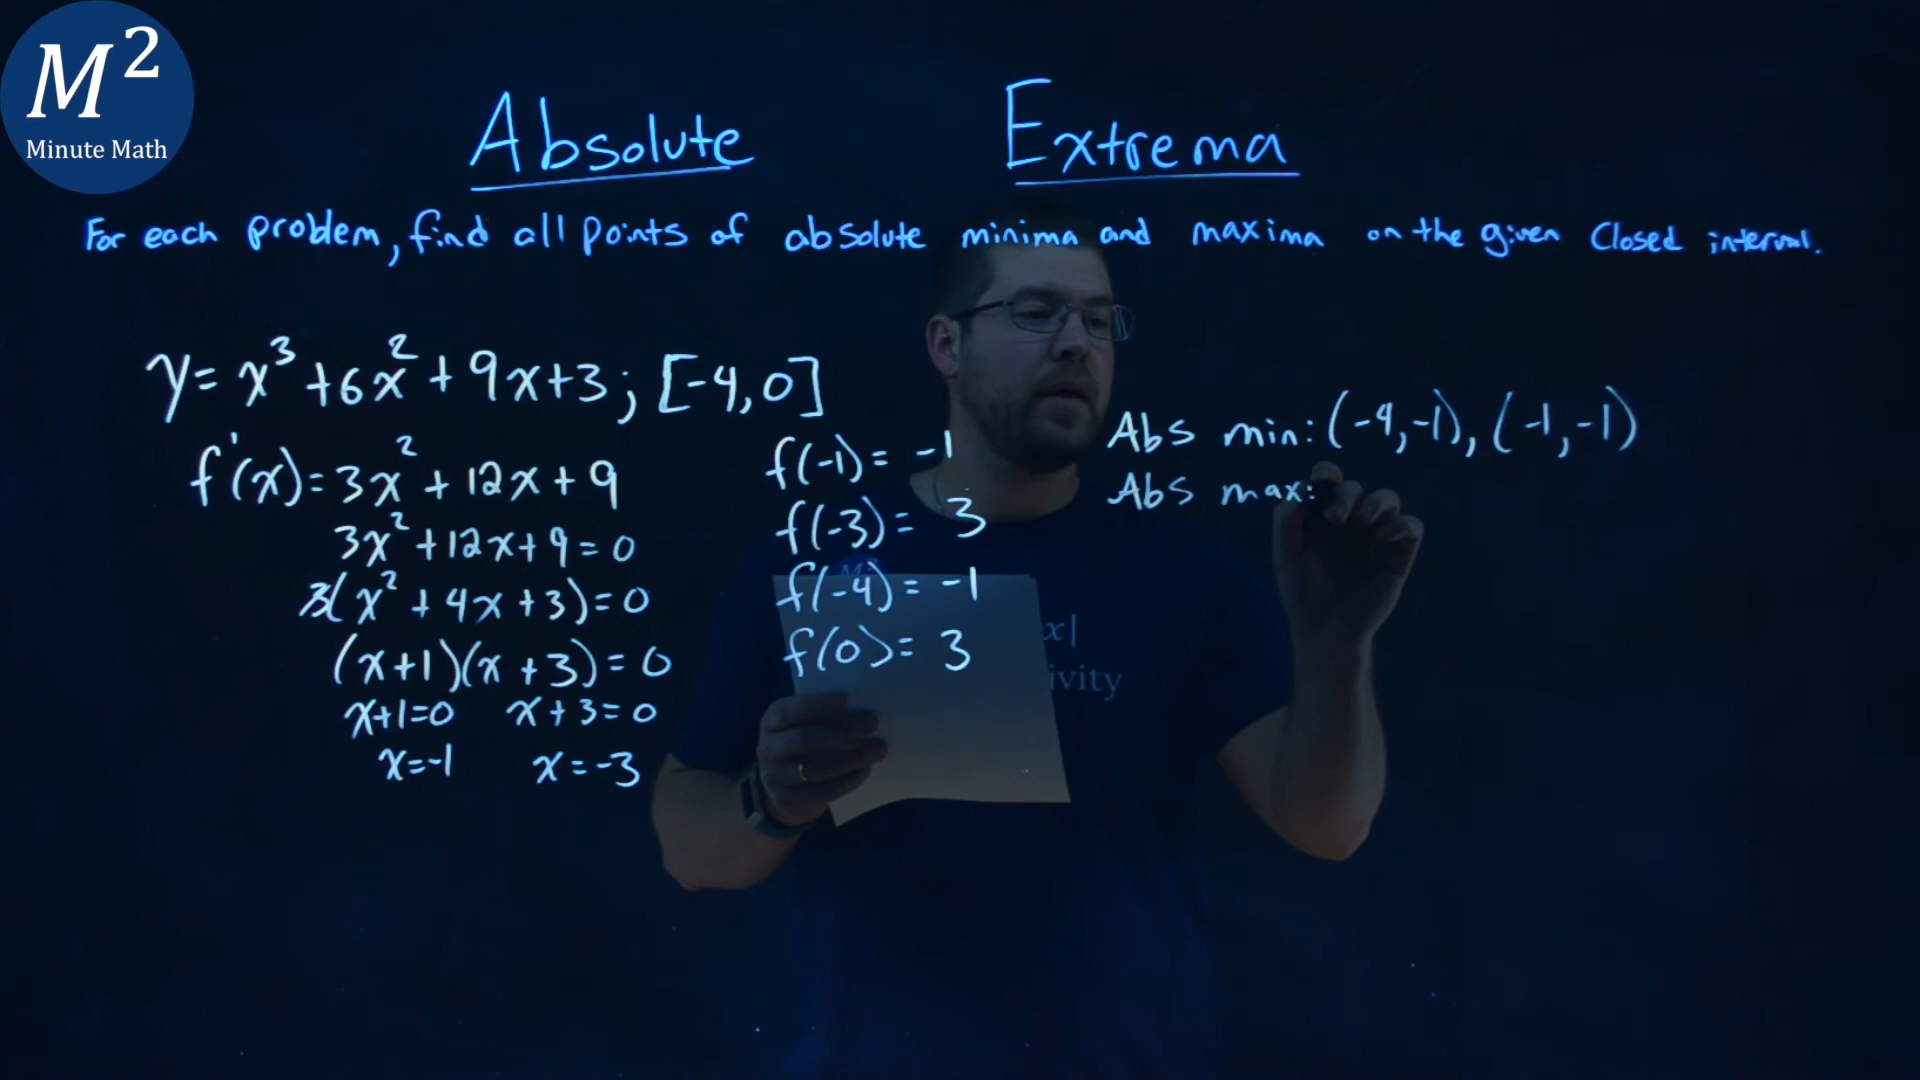 M²
Minute Math
Absolute Extrema
For each problem, find all points of absolute minima and maxima on the given closed interval.
y = x³ + 6x² + 9x + 3 ; [-4, 0]
f'(x) = 3x² + 12x + 9
3x² + 12x + 9 = 0
3(x² + 4x + 3) = 0
(x+1)(x+3) = 0
x+1=0 x+3=0
x=-1 x=-3
f(-1) = -1
f(-3) = 3
f(-4) = -1
f(0) = 3
Abs min: (-4,-1), (-1,-1)
Abs max:
x|
ivity